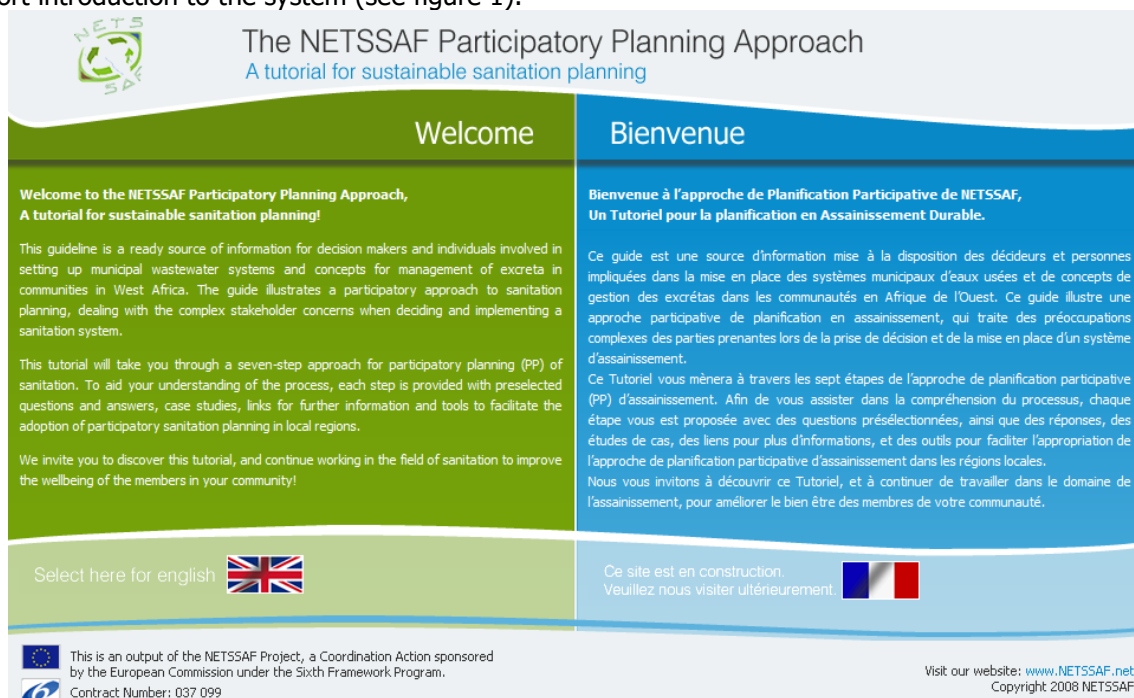 ort introduction to the system (see figure 1).
NETS
SAF
The NETSSAF Participatory Planning Approach
A tutorial for sustainable sanitation planning
Welcome
Welcome to the NETSSAF Participatory Planning Approach,
A tutorial for sustainable sanitation planning!
This guideline is a ready source of information for decision makers and individuals involved in
setting up municipal wastewater systems and concepts for management of excreta in
communities in West Africa. The guide illustrates a participatory approach to sanitation
planning, dealing with the complex stakeholder concerns when deciding and implementing a
sanitation system.
This tutorial will take you through a seven-step approach for participatory planning (PP) of
sanitation. To aid your understanding of the process, each step is provided with preselected
questions and answers, case studies, links for further information and tools to facilitate the
adoption of participatory sanitation planning in local regions.
We invite you to discover this tutorial, and continue working in the field of sanitation to improve
the wellbeing of the members in your community!
Select here for english
Bienvenue
Bienvenue à l'approche de Planification Participative de NETSSAF,
Un Tutoriel pour la planification en Assainissement Durable.
Ce guide est une source d'information mise à la disposition des décideurs et personnes
impliquées dans la mise en place des systèmes municipaux d'eaux usées et de concepts de
gestion des excrétas dans les communautés en Afrique de l'Ouest. Ce guide illustre une
approche participative de planification en assainissement, qui traite des préoccupations
complexes des parties prenantes lors de la prise de décision et de la mise en place d'un système
d'assainissement.
Ce Tutoriel vous mènera à travers les sept étapes de l'approche de planification participative
(PP) d'assainissement. Afin de vous assister dans la compréhension du processus, chaque
étape vous est proposée avec des questions présélectionnées, ainsi que des réponses, des
études de cas, des liens pour plus d'informations, et des outils pour faciliter l'appropriation de
l'approche de planification participative d'assainissement dans les régions locales.
Nous vous invitons à découvrir ce Tutoriel, et à continuer de travailler dans le domaine de
l'assainissement, pour améliorer le bien être des membres de votre communauté.
Ce site est en construction.
Veuillez nous visiter ultérieurement.
This is an output of the NETSSAF Project, a Coordination Action sponsored
by the European Commission under the Sixth Framework Program.
Contract Number: 037 099
Visit our website: www.NETSSAF.net
Copyright 2008 NETSSAF